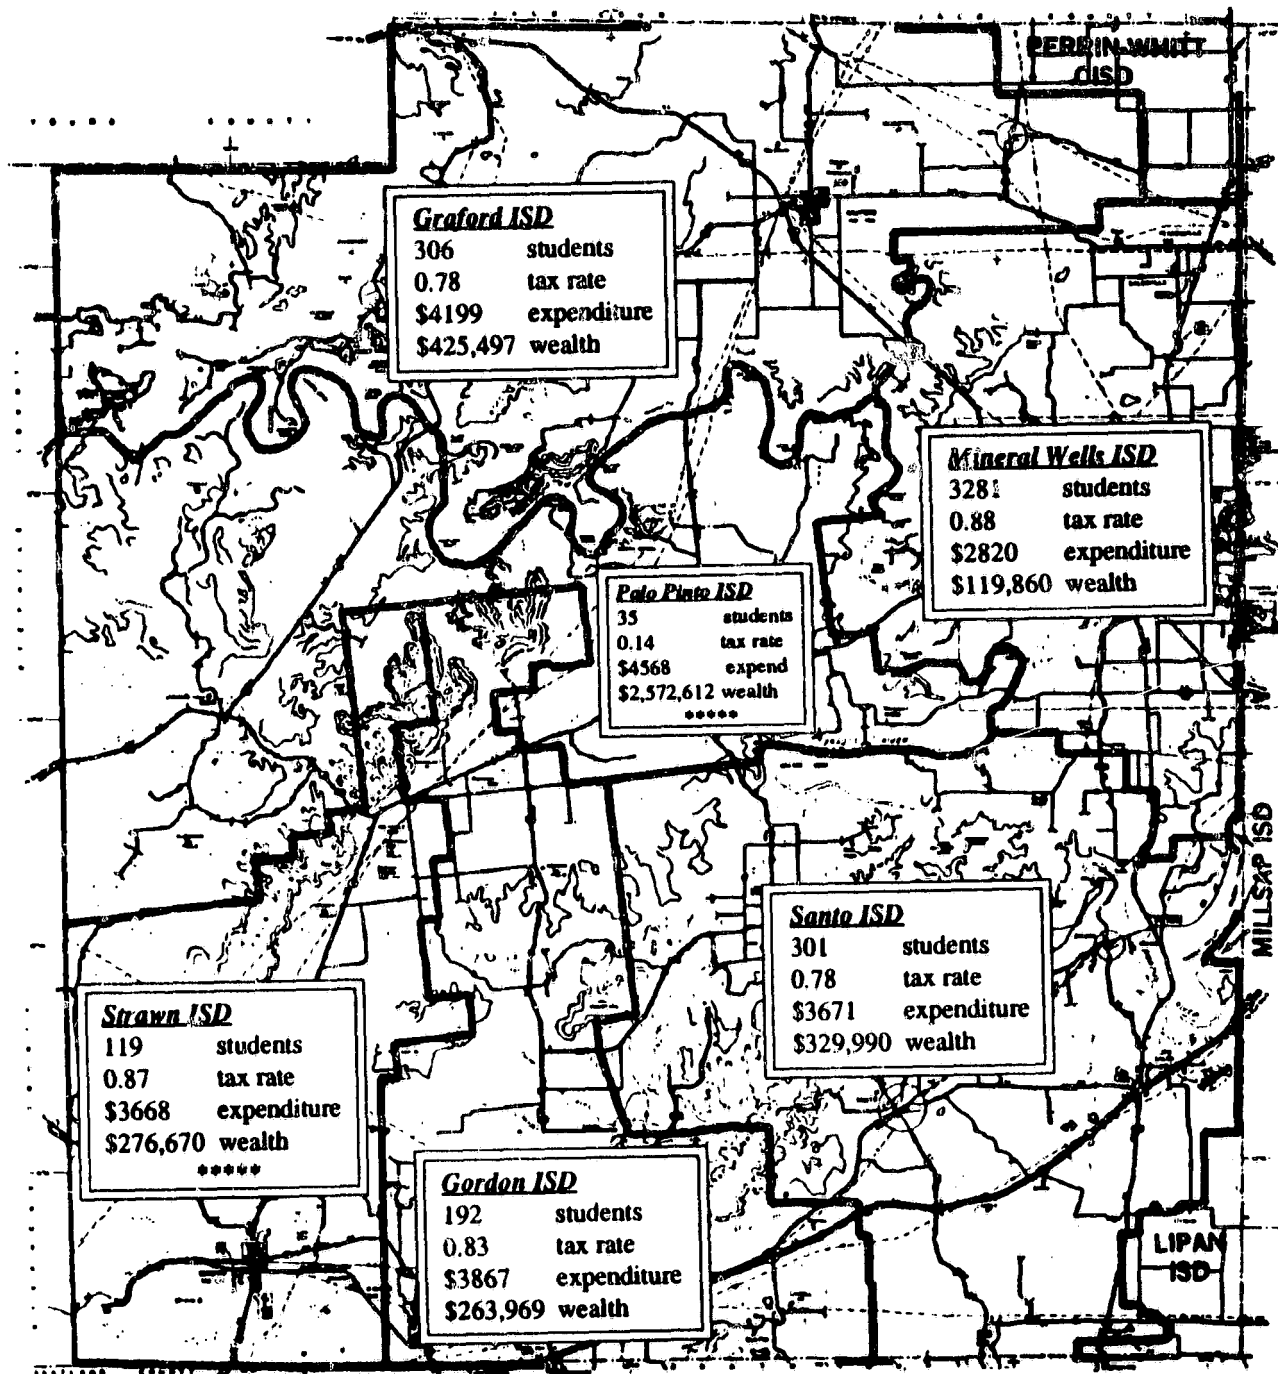 PERRIN-WHITT
CISD
Graford ISD
306 students
0.78 tax rate
$4199 expenditure
$425,497 wealth
Mineral Wells ISD
3281 students
0.88 tax rate
$2820 expenditure
$119,860 wealth
Palo Pinto ISD
35 students
0.14 tax rate
$4568 expend
$2,572,612 wealth
*****
MILLSAP ISD
Santo ISD
301 students
0.78 tax rate
$3671 expenditure
$329,990 wealth
Strawn ISD
119 students
0.87 tax rate
$3668 expenditure
$276,670 wealth
*****
Gordon ISD
192 students
0.83 tax rate
$3867 expenditure
$263,969 wealth
LIPAN
ISD